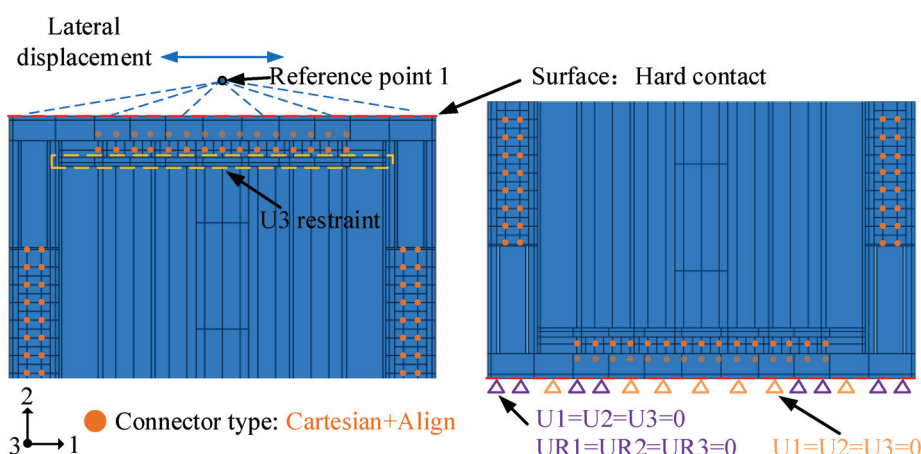 Lateral
displacement
Reference point 1
Surface：Hard contact
U3 restraint
2
3
1
Connector type: Cartesian+Align
U1=U2=U3=0
UR1=UR2=UR3=0
U1=U2=U3=0